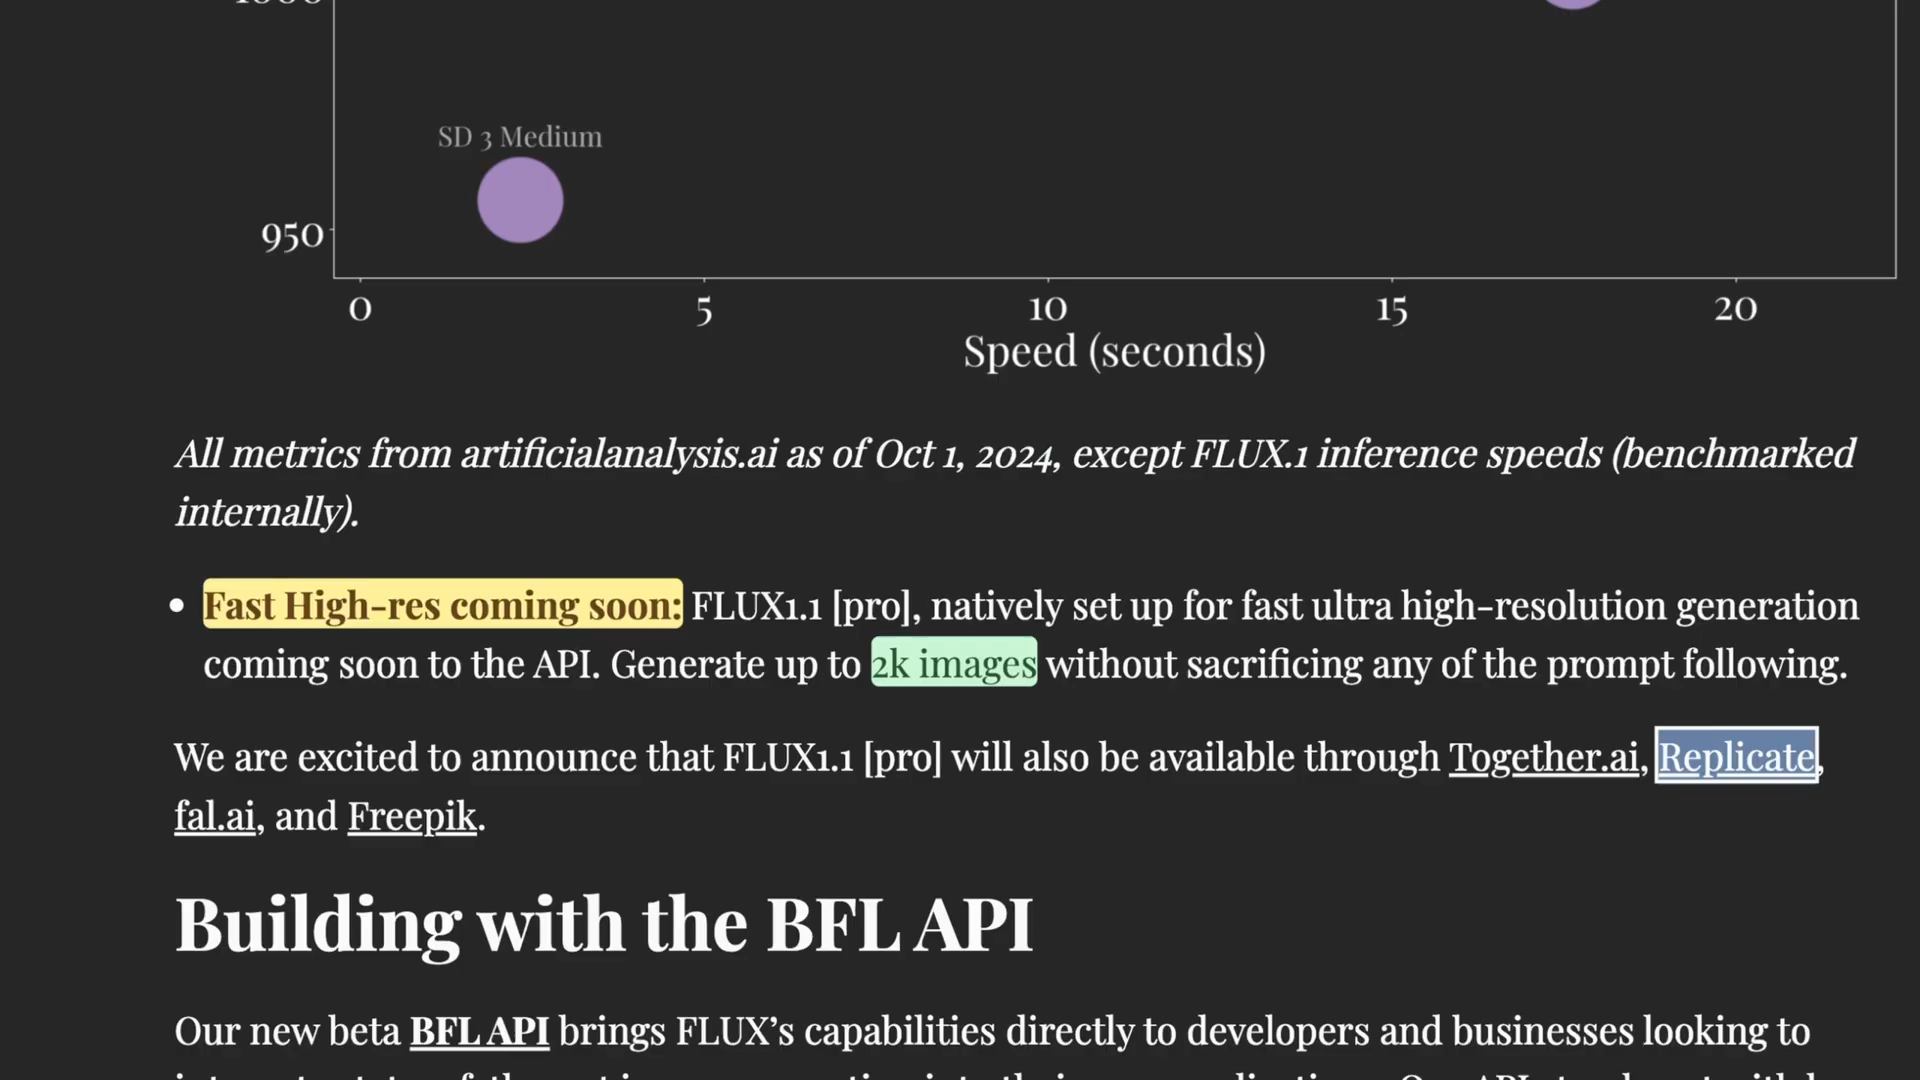 SD 3 Medium
950
0 5 10 15 20
Speed (seconds)
All metrics from artificialanalysis.ai as of Oct 1, 2024, except FLUX.1 inference speeds (benchmarked
internally).
• Fast High-res coming soon: FLUX1.1 [pro], natively set up for fast ultra high-resolution generation
coming soon to the API. Generate up to 2k images without sacrificing any of the prompt following.
We are excited to announce that FLUX1.1 [pro] will also be available through Together.ai, Replicate,
fal.ai, and Freepik.
Building with the BFL API
Our new beta BFL API brings FLUX’s capabilities directly to developers and businesses looking to